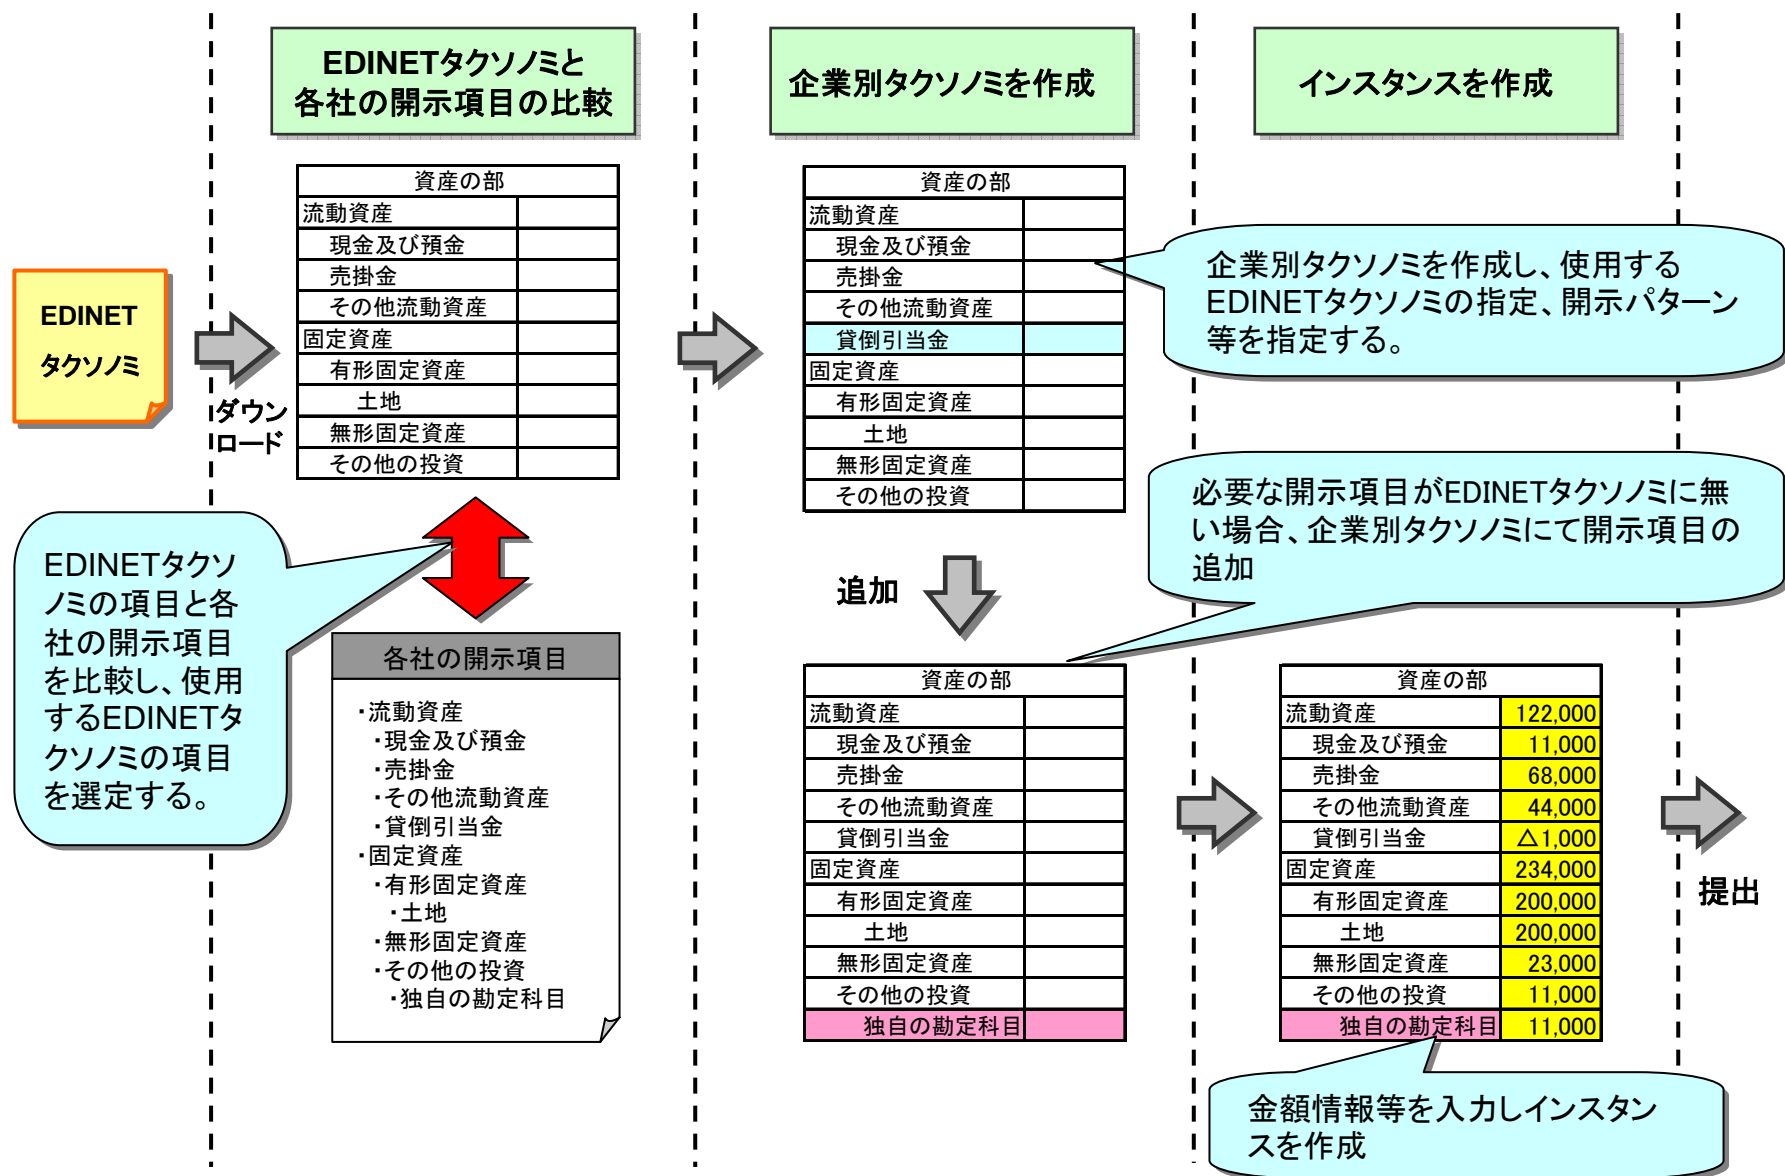 EDINETタクソノミと
各社の開示項目の比較
企業別タクソノミを作成
インスタンスを作成
EDINET
タクソノミ
ダウン
ロード
資産の部
流動資産
現金及び預金
売掛金
その他流動資産
固定資産
有形固定資産
土地
無形固定資産
その他の投資
EDINETタクソ
ノミの項目と各
社の開示項目
を比較し、使用
するEDINETタ
クソノミの項目
を選定する。
各社の開示項目
・流動資産
・現金及び預金
・売掛金
・その他流動資産
・貸倒引当金
・固定資産
・有形固定資産
・土地
・無形固定資産
・その他の投資
・独自の勘定科目
資産の部
流動資産
現金及び預金
売掛金
その他流動資産
貸倒引当金
固定資産
有形固定資産
土地
無形固定資産
その他の投資
企業別タクソノミを作成し、使用する
EDINETタクソノミの指定、開示パターン
等を指定する。
追加
必要な開示項目がEDINETタクソノミに無
い場合、企業別タクソノミにて開示項目の
追加
資産の部
流動資産
現金及び預金
売掛金
その他流動資産
貸倒引当金
固定資産
有形固定資産
土地
無形固定資産
その他の投資
独自の勘定科目
資産の部
流動資産 122,000
現金及び預金 11,000
売掛金 68,000
その他流動資産 44,000
貸倒引当金 △1,000
固定資産 234,000
有形固定資産 200,000
土地 200,000
無形固定資産 23,000
その他の投資 11,000
独自の勘定科目 11,000
金額情報等を入力しインスタン
スを作成
提出